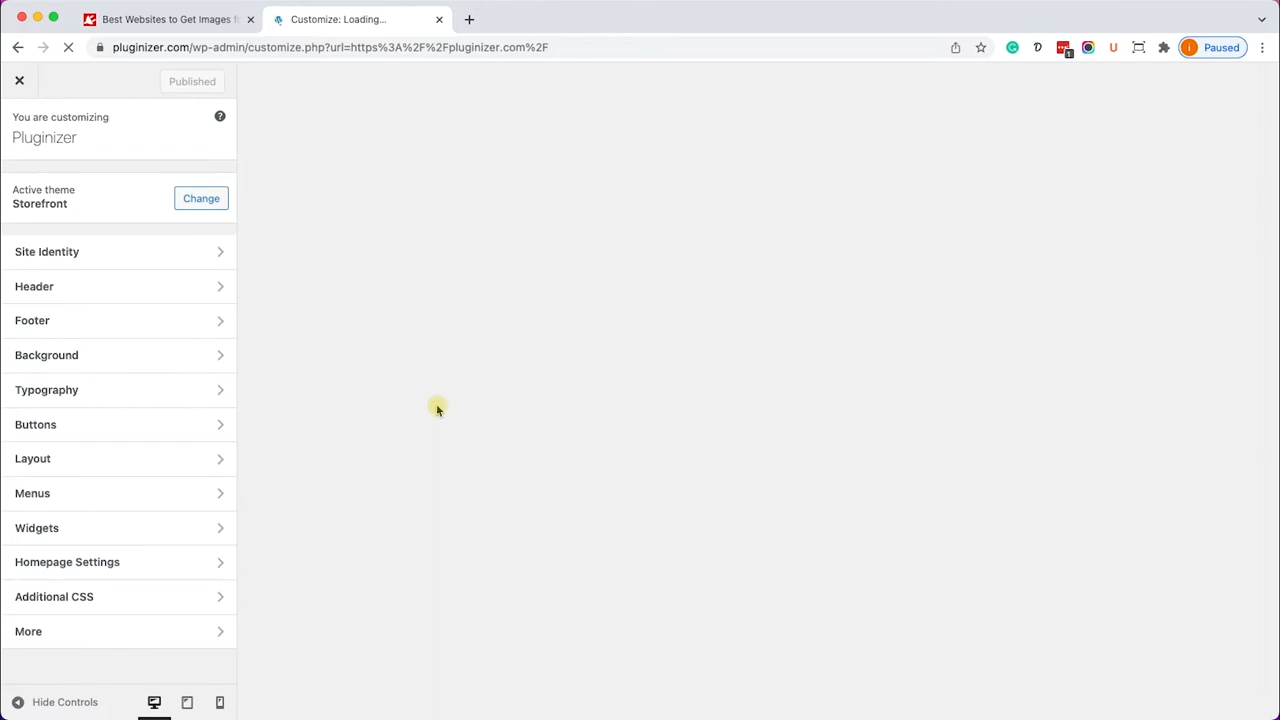 Best Websites to Get Images f
Customize: Loading...
pluginizer.com/wp-admin/customize.php?url=https%3A%2F%2Fpluginizer.com%2F
1
i
Paused
Published
You are customizing
Pluginizer
Active theme
Storefront
Change
Site Identity
Header
Footer
Background
Typography
Buttons
Layout
Menus
Widgets
Homepage Settings
Additional CSS
More
Hide Controls